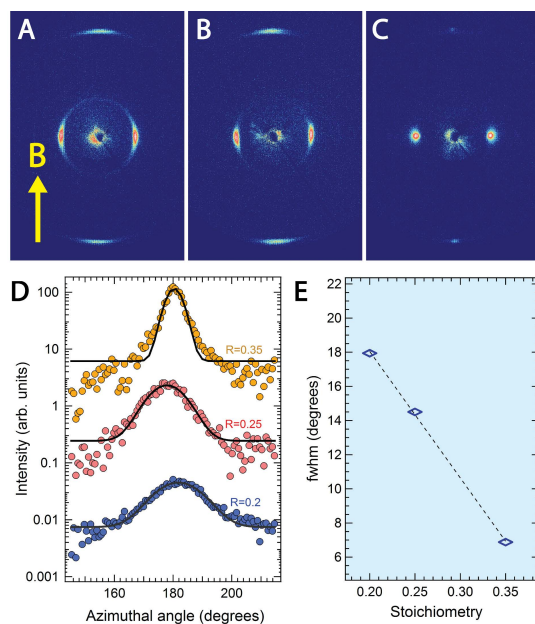 A
B
C
B
D
E
100
10
1
0.1
0.01
0.001
R=0.35
R=0.25
R=0.2
160
180
200
Intensity (arb. units)
Azimuthal angle (degrees)
22
20
18
16
14
12
10
8
6
0.20
0.25
0.30
0.35
fwhm (degrees)
Stoichiometry